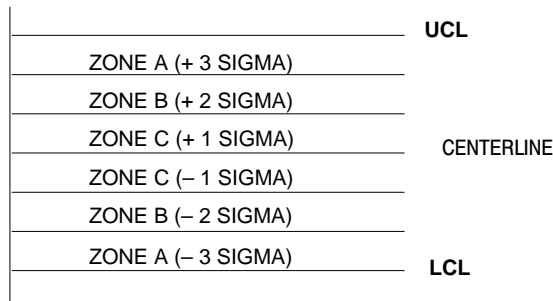 UCL
ZONE A (+ 3 SIGMA)
ZONE B (+ 2 SIGMA)
ZONE C (+ 1 SIGMA)
CENTERLINE
ZONE C (– 1 SIGMA)
ZONE B (– 2 SIGMA)
ZONE A (– 3 SIGMA)
LCL